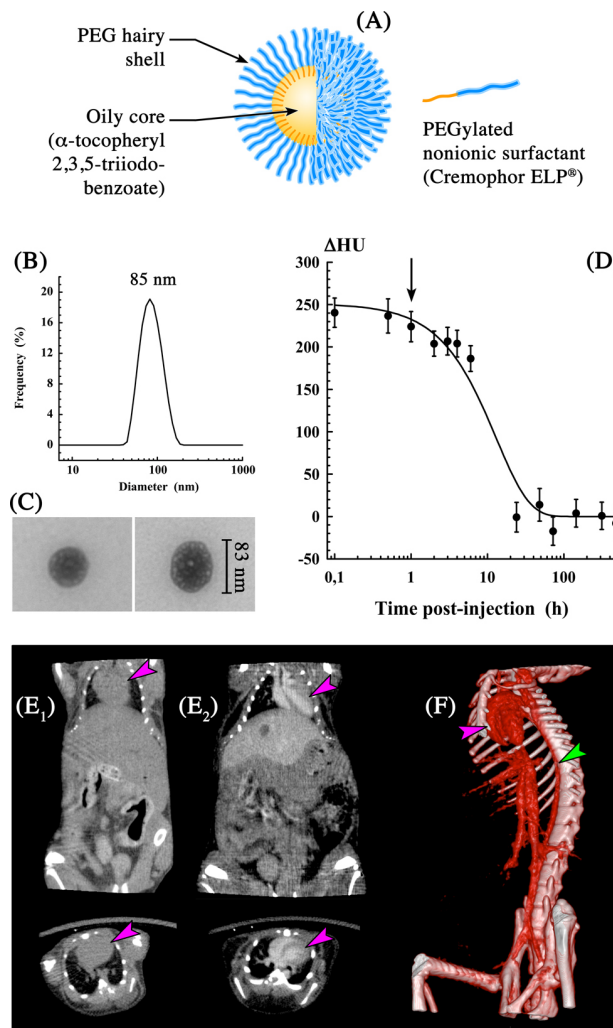 (A)
PEG hairy
shell
Oily core
(α-tocopheryl
2,3,5-triiodo-
benzoate)
PEGylated
nonionic surfactant
(Cremophor ELP®)
(B)
85 nm
Frequency (%)
20
16
12
8
4
0
10
100
1000
Diameter (nm)
(C)
83 nm
(D
ΔHU
300
250
200
150
100
50
0
-50
0,1
1
10
100
Time post-injection (h)
(E1)
(E2)
(F)